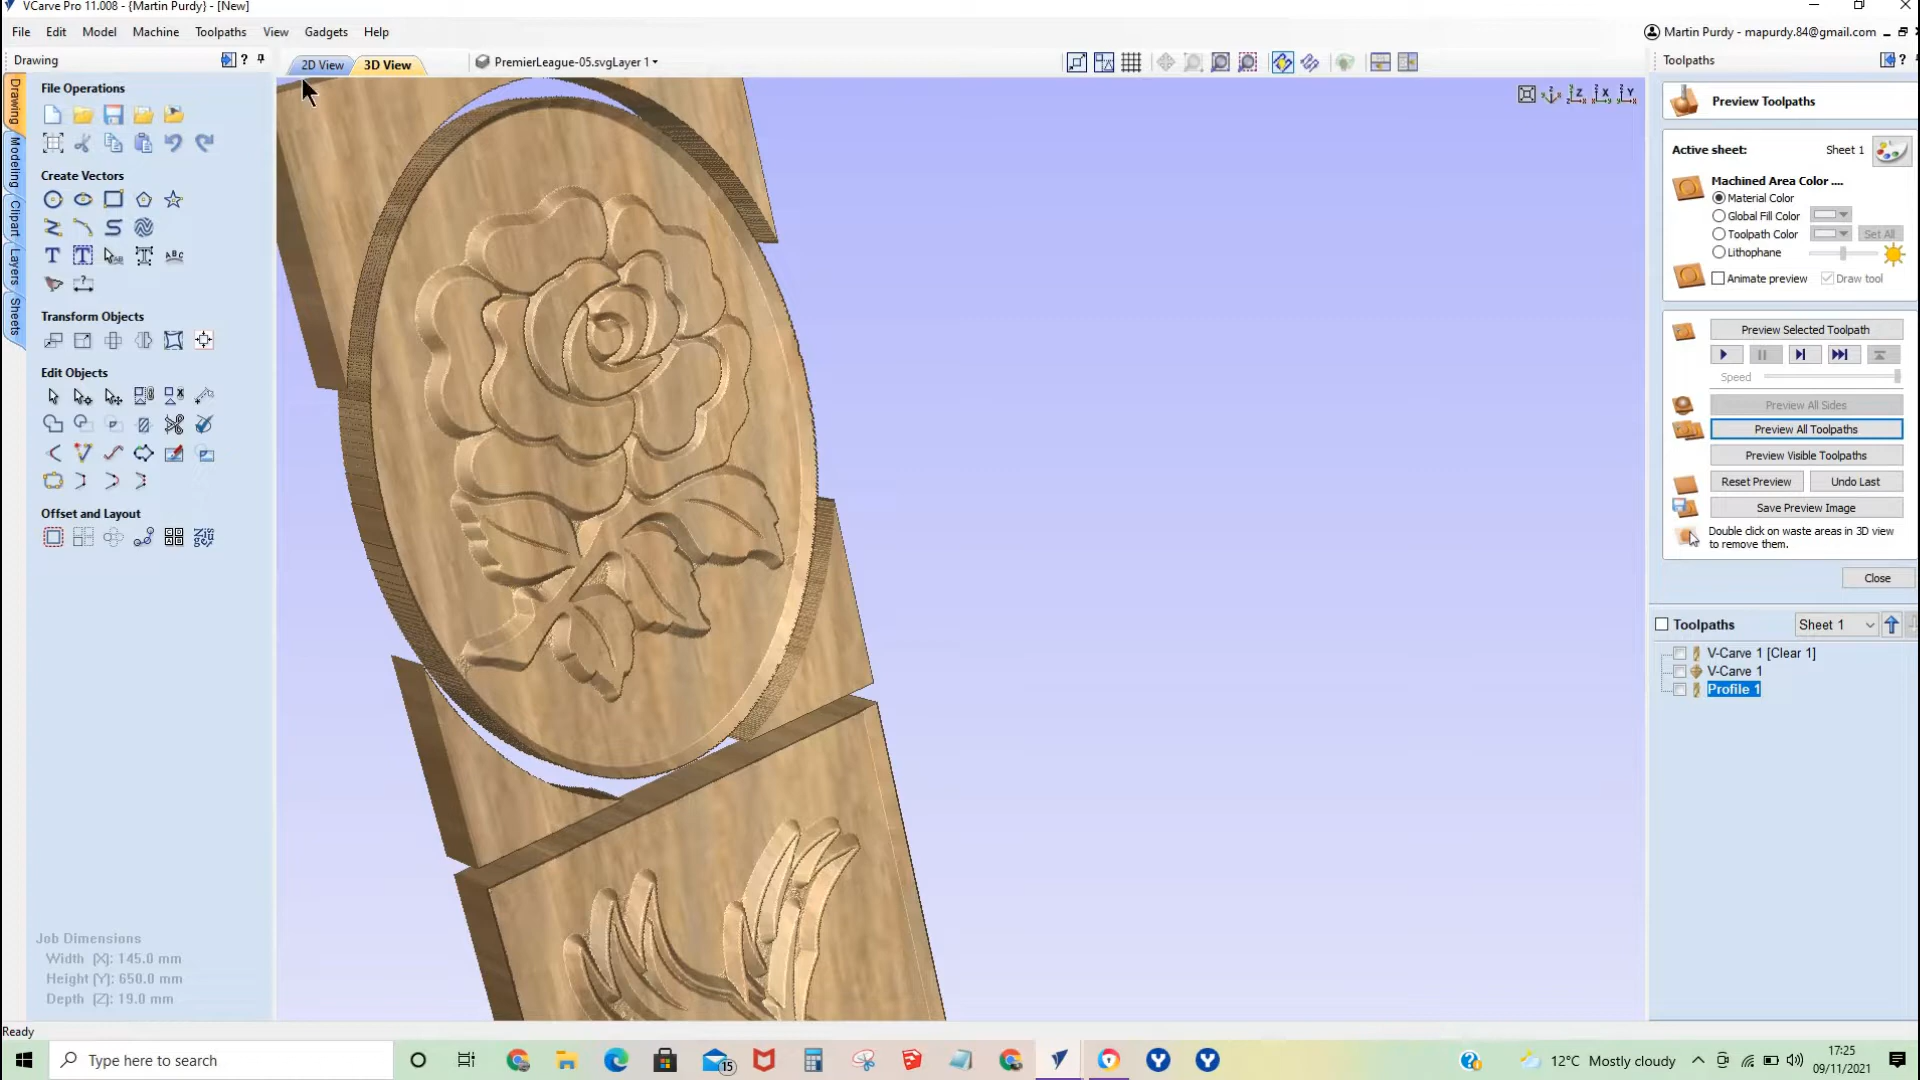 VCarve Pro 11.008 - {Martin Purdy} - [New]
File Edit Model Machine Toolpaths View Gadgets Help
Martin Purdy - mapurdy.84@gmail.com
Drawing
?
2D View
3D View
PremierLeague-05.svgLayer 1
Toolpaths
?
Drawing
Modeling
Clipart
Layers
Sheets
File Operations
Create Vectors
Transform Objects
Edit Objects
Offset and Layout
Job Dimensions
Width (X): 145.0 mm
Height (Y): 650.0 mm
Depth (Z): 19.0 mm
Z X Y
Preview Toolpaths
Active sheet: Sheet 1
Machined Area Color ....
Material Color
Global Fill Color
Toolpath Color Set All
Lithophane
Animate preview Draw tool
Preview Selected Toolpath
Speed
Preview All Sides
Preview All Toolpaths
Preview Visible Toolpaths
Reset Preview Undo Last
Save Preview Image
Double click on waste areas in 3D view
to remove them.
Close
Toolpaths Sheet 1
V-Carve 1 [Clear 1]
V-Carve 1
Profile 1
Ready
Type here to search
15
12°C Mostly cloudy
17:25
09/11/2021